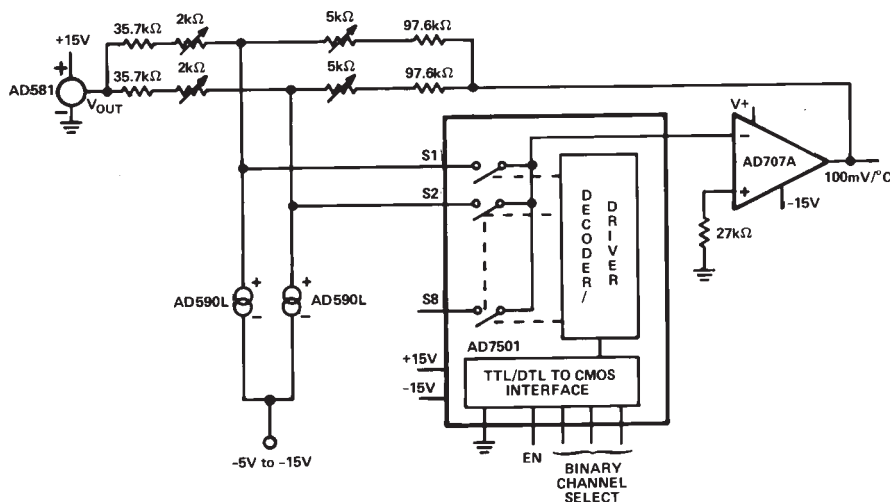 35.7kΩ 2kΩ 5kΩ 97.6kΩ
+15V
+
35.7kΩ 2kΩ 5kΩ 97.6kΩ
AD581
VOUT
−
V+
−
AD707A
100mV/°C
+
−15V
27kΩ
S1
S2
S8
DECODER/
DRIVER
+
−
AD590L
+
−
AD590L
AD7501
+15V
−15V
TTL/DTL TO CMOS
INTERFACE
−5V to −15V
EN
BINARY
CHANNEL
SELECT